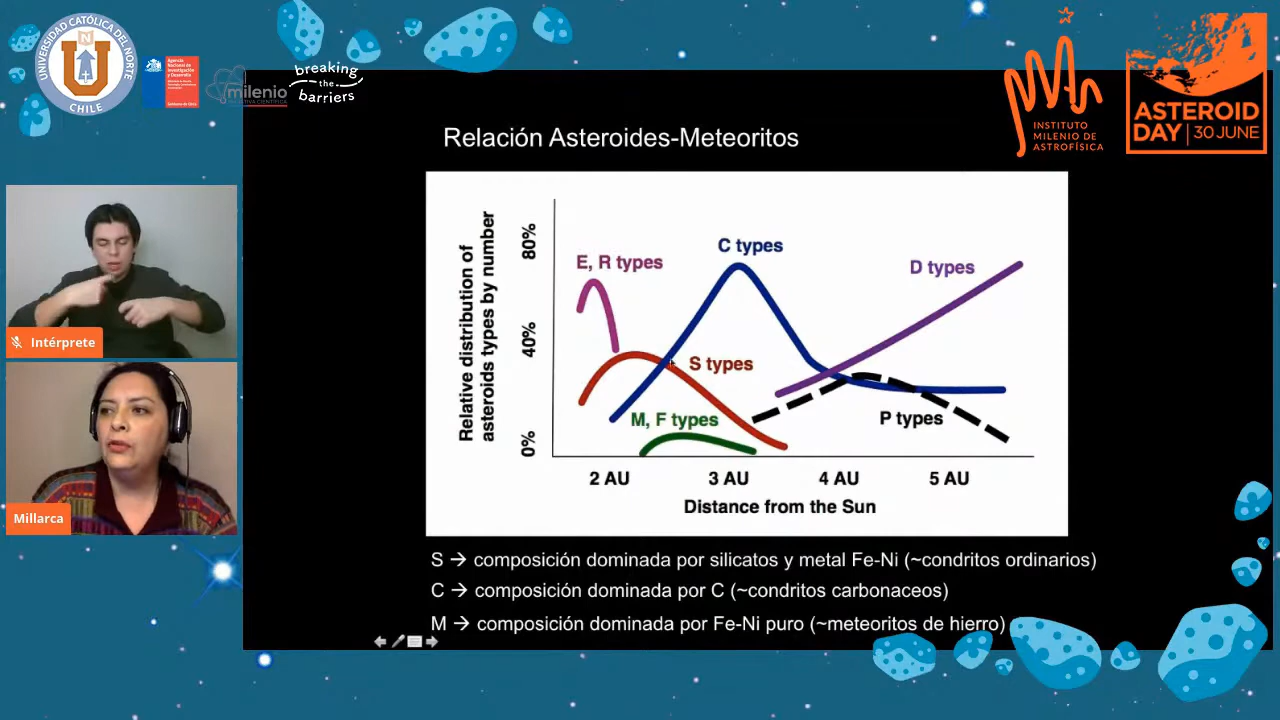 UNIVERSIDAD CATÓLICA DEL NORTE
N
CHILE
Agencia
Nacional de
Investigación
y Desarrollo
milenio
breaking
the
barriers
INSTITUTO
MILENIO DE
ASTROFÍSICA
ASTEROID
DAY | 30 JUNE
Relación Asteroides-Meteoritos
Relative distribution of
asteroids types by number
80%
40%
0%
E, R types
C types
D types
S types
M, F types
P types
2 AU
3 AU
4 AU
5 AU
Distance from the Sun
S → composición dominada por silicatos y metal Fe-Ni (~condritos ordinarios)
C → composición dominada por C (~condritos carbonaceos)
M → composición dominada por Fe-Ni puro (~meteoritos de hierro)
Intérprete
Millarca